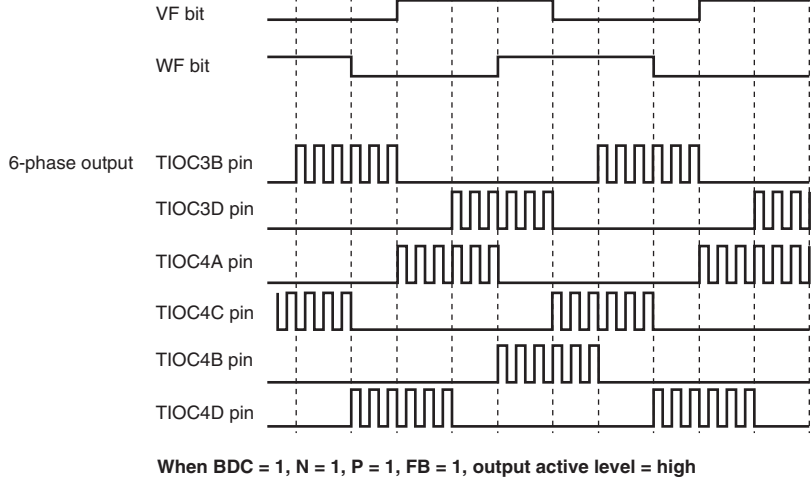 VF bit
WF bit
6-phase output TIOC3B pin
TIOC3D pin
TIOC4A pin
TIOC4C pin
TIOC4B pin
TIOC4D pin
When BDC = 1, N = 1, P = 1, FB = 1, output active level = high